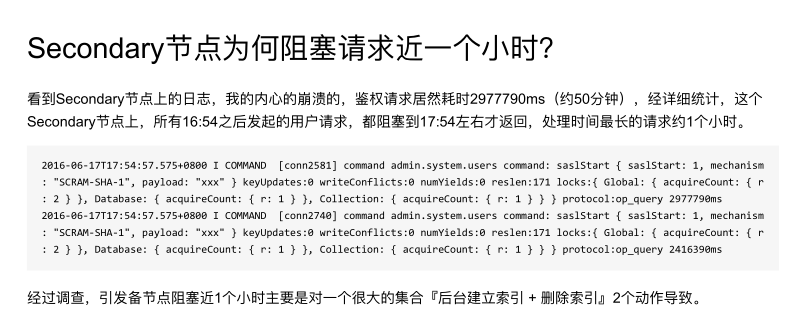 Secondary节点为何阻塞请求近一个小时?
看到Secondary节点上的日志，我的内心的崩溃的，鉴权请求居然耗时2977790ms（约50分钟），经详细统计，这个
Secondary节点上，所有16:54之后发起的用户请求，都阻塞到17:54左右才返回，处理时间最长的请求约1个小时。
2016-06-17T17:54:57.575+0800 I COMMAND  [conn2581] command admin.system.users command: saslStart { saslStart: 1, mechanism
: "SCRAM-SHA-1", payload: "xxx" } keyUpdates:0 writeConflicts:0 numYields:0 reslen:171 locks:{ Global: { acquireCount: { r
: 2 } }, Database: { acquireCount: { r: 1 } }, Collection: { acquireCount: { r: 1 } } } protocol:op_query 2977790ms
2016-06-17T17:54:57.575+0800 I COMMAND  [conn2740] command admin.system.users command: saslStart { saslStart: 1, mechanism
: "SCRAM-SHA-1", payload: "xxx" } keyUpdates:0 writeConflicts:0 numYields:0 reslen:171 locks:{ Global: { acquireCount: { r
: 2 } }, Database: { acquireCount: { r: 1 } }, Collection: { acquireCount: { r: 1 } } } protocol:op_query 2416390ms
经过调查，引发备节点阻塞近1个小时主要是对一个很大的集合『后台建立索引 + 删除索引』2个动作导致。